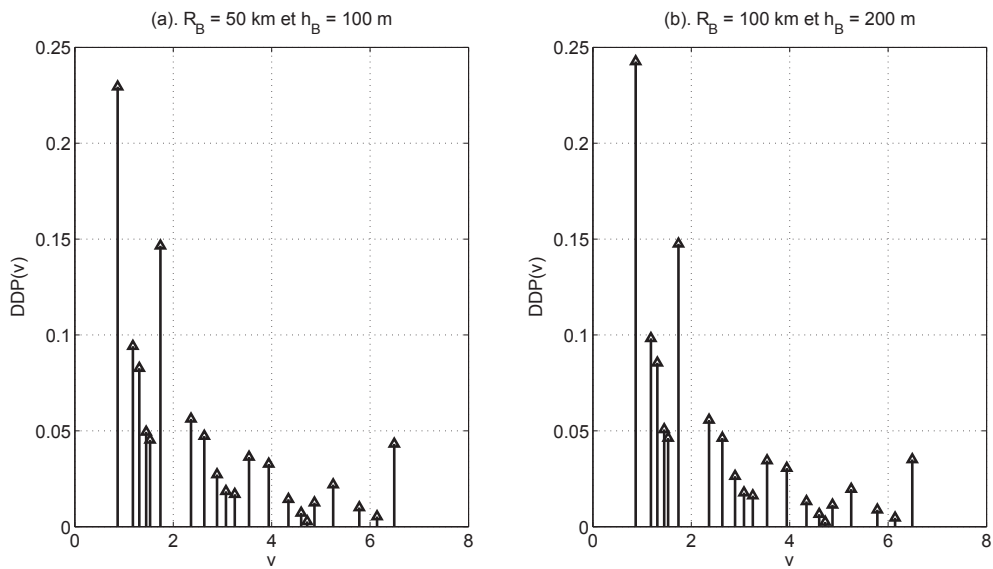 (a). R_B = 50 km et h_B = 100 m
0.25
0.2
0.15
0.1
0.05
0
DDP(v)
0 2 4 6 8
v
(b). R_B = 100 km et h_B = 200 m
0.25
0.2
0.15
0.1
0.05
0
DDP(v)
0 2 4 6 8
v